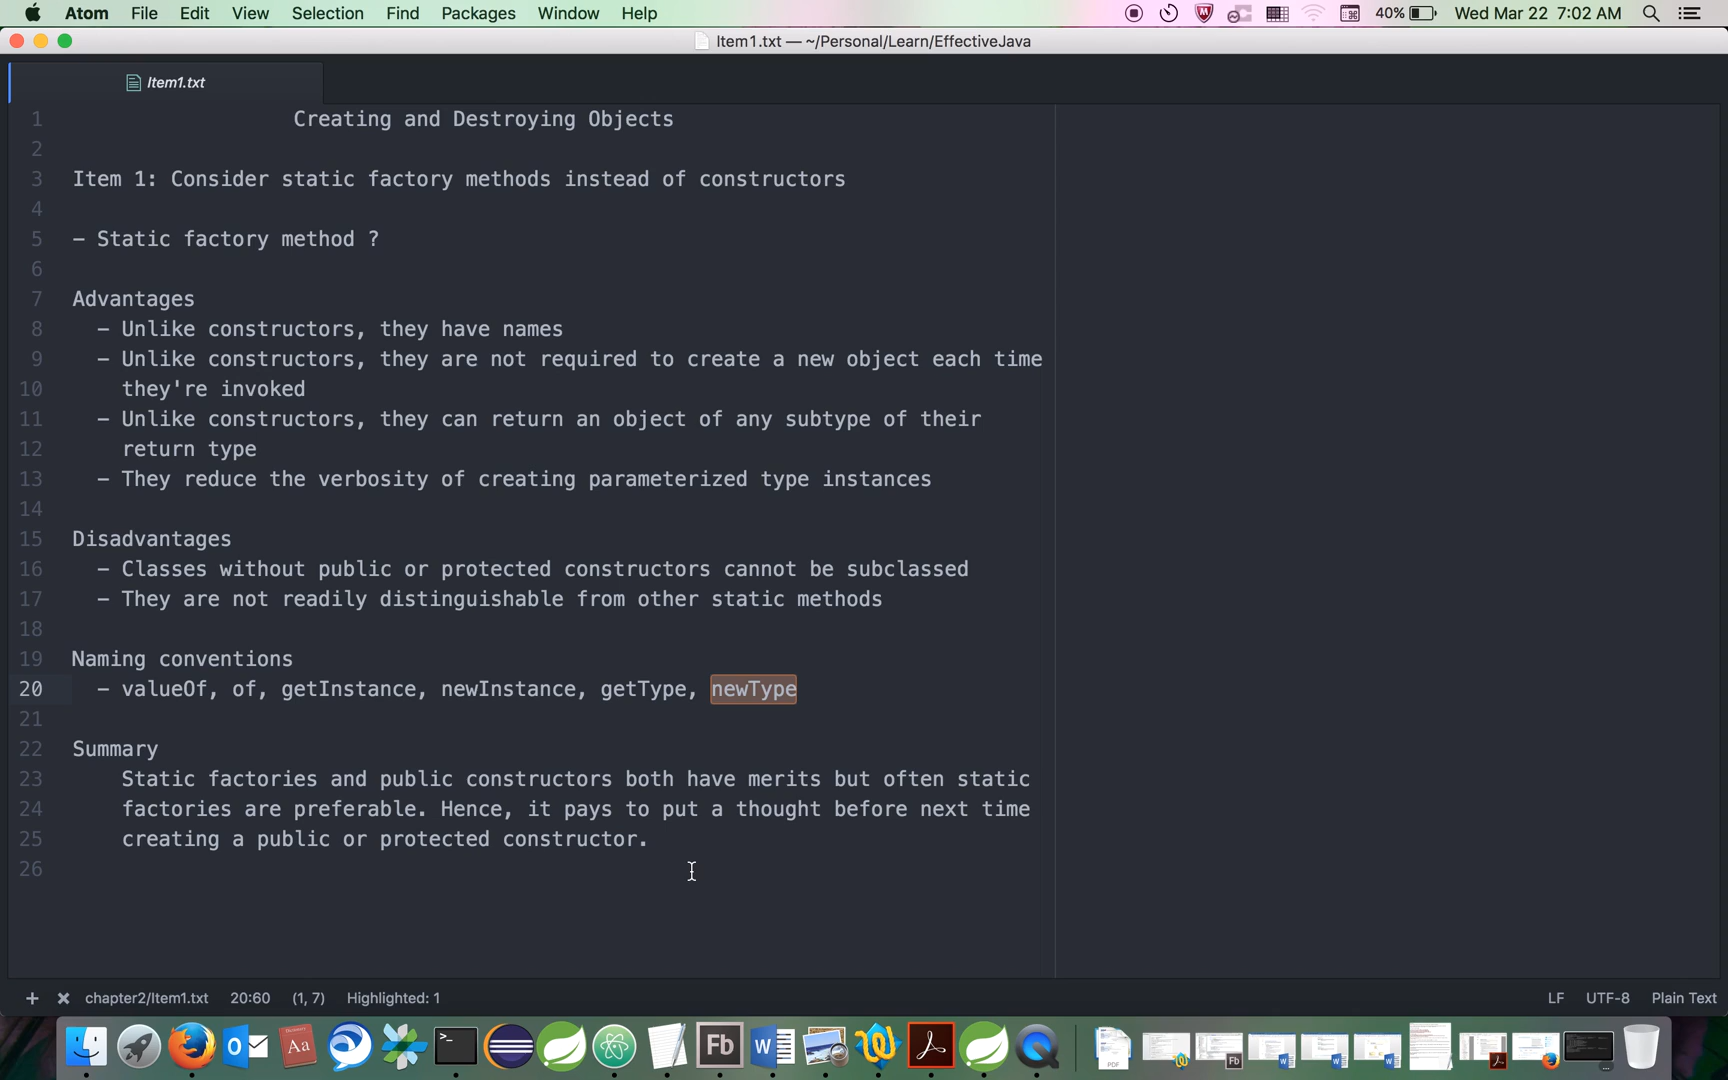 Atom File Edit View Selection Find Packages Window Help 40% Wed Mar 22 7:02 AM
Item1.txt — ~/Personal/Learn/EffectiveJava
Item1.txt
1 Creating and Destroying Objects
2
3 Item 1: Consider static factory methods instead of constructors
4
5 - Static factory method ?
6
7 Advantages
8 - Unlike constructors, they have names
9 - Unlike constructors, they are not required to create a new object each time
10 they're invoked
11 - Unlike constructors, they can return an object of any subtype of their
12 return type
13 - They reduce the verbosity of creating parameterized type instances
14
15 Disadvantages
16 - Classes without public or protected constructors cannot be subclassed
17 - They are not readily distinguishable from other static methods
18
19 Naming conventions
20 - valueOf, of, getInstance, newInstance, getType, newType
21
22 Summary
23 Static factories and public constructors both have merits but often static
24 factories are preferable. Hence, it pays to put a thought before next time
25 creating a public or protected constructor.
26
+ × chapter2/Item1.txt 20:60 (1, 7) Highlighted: 1 LF UTF-8 Plain Text
Aa >_ Fb W PDF